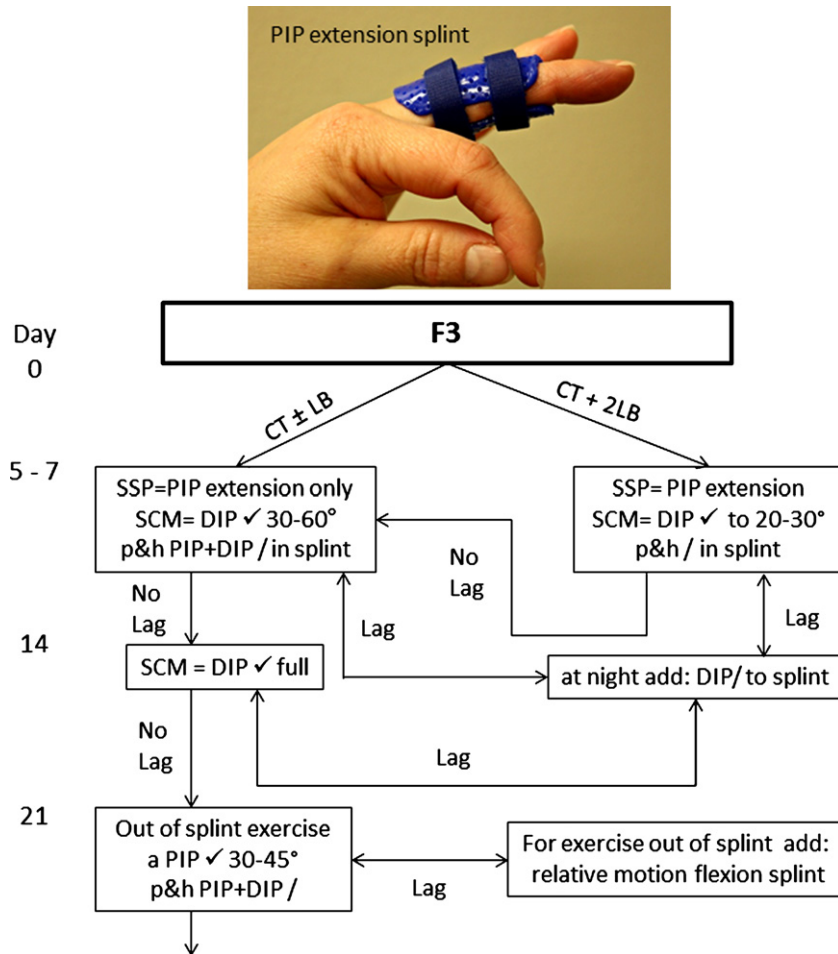 PIP extension splint
Day
0
F3
CT ± LB
CT + 2LB
5 - 7
SSP=PIP extension only
SCM= DIP ✓ 30-60°
p&h PIP+DIP / in splint
SSP= PIP extension
SCM= DIP ✓ to 20-30°
p&h / in splint
No
Lag
No
Lag
Lag
Lag
14
SCM = DIP ✓ full
at night add: DIP/ to splint
No
Lag
Lag
21
Out of splint exercise
a PIP ✓ 30-45°
p&h PIP+DIP /
Lag
For exercise out of splint add:
relative motion flexion splint